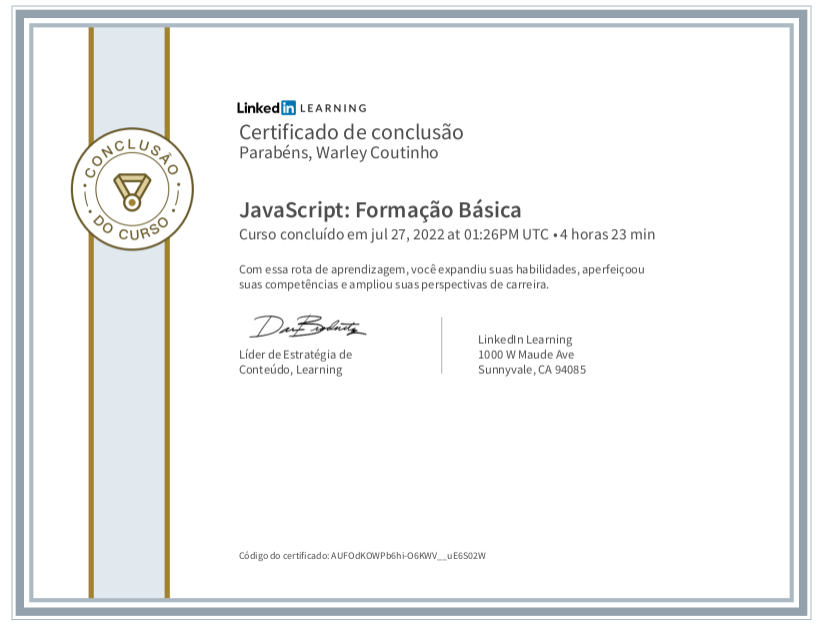 Linked in LEARNING
Certificado de conclusão
Parabéns, Warley Coutinho
CONCLUSÃO
DO CURSO
JavaScript: Formação Básica
Curso concluído em jul 27, 2022 at 01:26PM UTC • 4 horas 23 min
Com essa rota de aprendizagem, você expandiu suas habilidades, aperfeiçoou
suas competências e ampliou suas perspectivas de carreira.
Líder de Estratégia de
Conteúdo, Learning
LinkedIn Learning
1000 W Maude Ave
Sunnyvale, CA 94085
Código do certificado: AUFOdKOWPb6hi-O6KWV__uE6S02W